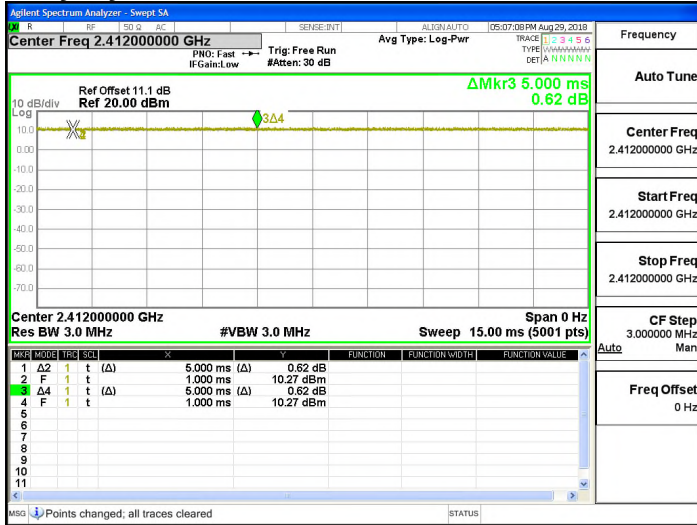 Agilent Spectrum Analyzer - Swept SA
R RF 50 Ω AC SENSE:INT ALIGN AUTO 05:07:08 PM Aug 29, 2018
Center Freq 2.412000000 GHz
PNO: Fast
IFGain:Low
Trig: Free Run
#Atten: 30 dB
Avg Type: Log-Pwr
TRACE 1 2 3 4 5 6
TYPE
DET A N N N N N
Ref Offset 11.1 dB
10 dB/div Ref 20.00 dBm
Log
ΔMkr3 5.000 ms
0.62 dB
3Δ4
10.0
0.00
-10.0
-20.0
-30.0
-40.0
-50.0
-60.0
-70.0
Center 2.412000000 GHz Span 0 Hz
Res BW 3.0 MHz #VBW 3.0 MHz Sweep 15.00 ms (5001 pts)
MKR MODE TRC SCL X Y FUNCTION FUNCTION WIDTH FUNCTION VALUE
1 Δ2 1 t (Δ) 5.000 ms (Δ) 0.62 dB
2 F 1 t 1.000 ms 10.27 dBm
3 Δ4 1 t (Δ) 5.000 ms (Δ) 0.62 dB
4 F 1 t 1.000 ms 10.27 dBm
5
6
7
8
9
10
11
MSG Points changed; all traces cleared STATUS
Frequency
Auto Tune
Center Freq
2.412000000 GHz
Start Freq
2.412000000 GHz
Stop Freq
2.412000000 GHz
CF Step
3.000000 MHz
Auto Man
Freq Offset
0 Hz